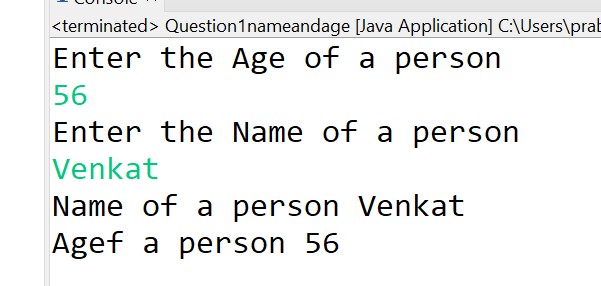 Console
<terminated> Question1nameandage [Java Application] C:\Users\prab
Enter the Age of a person
56
Enter the Name of a person
Venkat
Name of a person Venkat
Agef a person 56